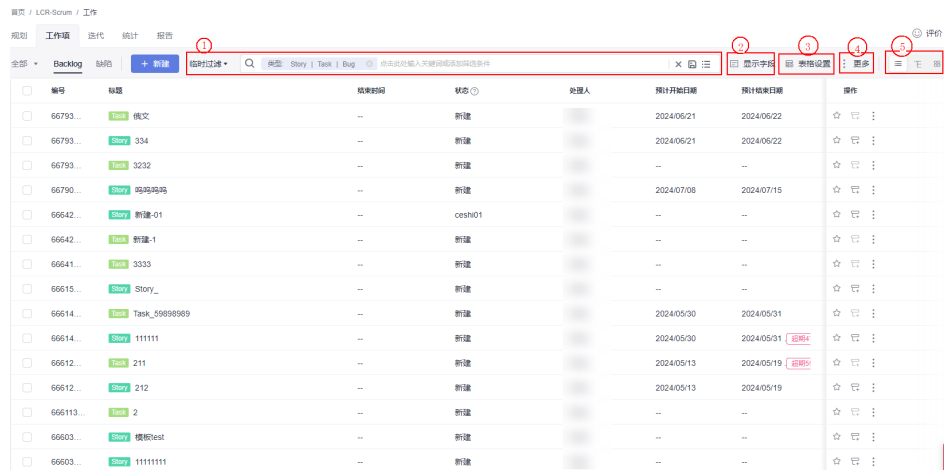 首页 / LCR-Scrum / 工作
规划 工作项 迭代 统计 报告 评价
① ② ③ ④ ⑤
全部 Backlog 缺陷 + 新建 临时过滤 类型: Story | Task | Bug 点击此处输入关键词或添加筛选条件 显示字段 表格设置 更多
编号 标题 结束时间 状态 处理人 预计开始日期 预计结束日期 操作
66793... Task 俄文 -- 新建 2024/06/21 2024/06/22
66793... Story 334 -- 新建 2024/06/21 2024/06/22
66793... Task 3232 -- 新建 -- --
66790... Story -- 新建 2024/07/08 2024/07/15
66642... Story 新建-01 -- ceshi01 -- --
66642... Task 新建-1 -- 新建 -- --
66641... Task 3333 -- 新建 -- --
66615... Story Story_ -- 新建 -- --
66614... Task Task_59898989 -- 新建 2024/05/30 2024/05/31
66614... Story 111111 -- 新建 2024/05/30 2024/05/31 超期4
66612... Task 211 -- 新建 2024/05/13 2024/05/19 超期5
66612... Story 212 -- 新建 2024/05/13 2024/05/19
666113... Task 2 -- 新建 -- --
66603... Story 模板test -- 新建 -- --
66603... Story 11111111 -- 新建 -- --